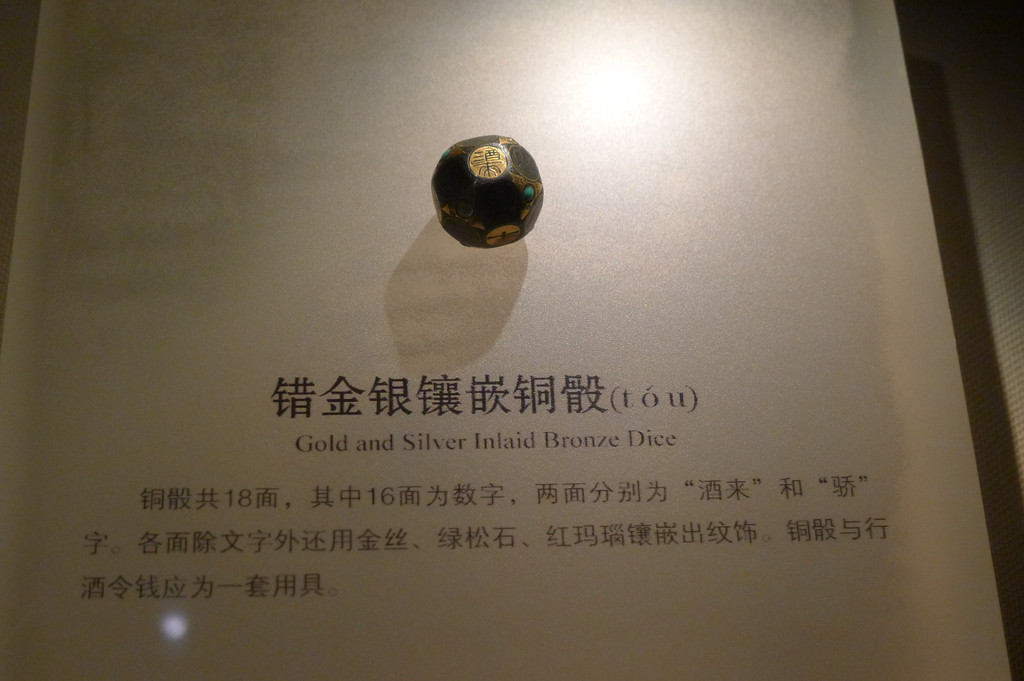 酒来
错金银镶嵌铜骰(tóu)
Gold and Silver Inlaid Bronze Dice
铜骰共18面，其中16面为数字，两面分别为“酒来”和“骄”
字。各面除文字外还用金丝、绿松石、红玛瑙镶嵌出纹饰。铜骰与行
酒令钱应为一套用具。